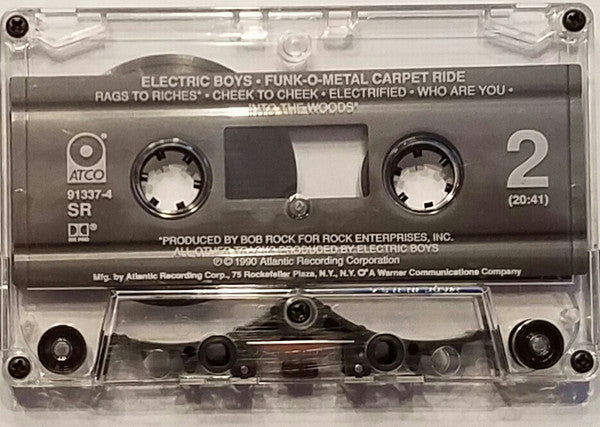 ELECTRIC BOYS • FUNK-O-METAL CARPET RIDE
RAGS TO RICHES* • CHEEK TO CHEEK • ELECTRIFIED • WHO ARE YOU •
INTO THE WOODS*
ATCO
91337-4
SR
2
(20:41)
*PRODUCED BY BOB ROCK FOR ROCK ENTERPRISES, INC.
ALL OTHER TRACKS PRODUCED BY ELECTRIC BOYS
℗ © 1990 Atlantic Recording Corporation
Mfg. by Atlantic Recording Corp., 75 Rockefeller Plaza, N.Y., N.Y. A Warner Communications Company